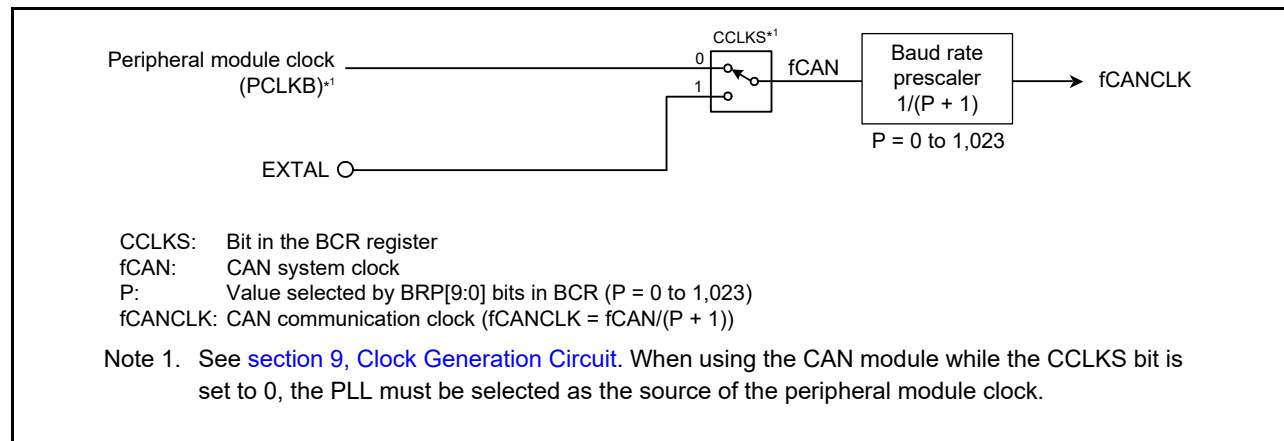 CCLKS*1
Peripheral module clock
(PCLKB)*1
0
1
fCAN
Baud rate
prescaler
1/(P + 1)
fCANCLK
P = 0 to 1,023
EXTAL
CCLKS: Bit in the BCR register
fCAN: CAN system clock
P: Value selected by BRP[9:0] bits in BCR (P = 0 to 1,023)
fCANCLK: CAN communication clock (fCANCLK = fCAN/(P + 1))
Note 1. See section 9, Clock Generation Circuit. When using the CAN module while the CCLKS bit is
set to 0, the PLL must be selected as the source of the peripheral module clock.